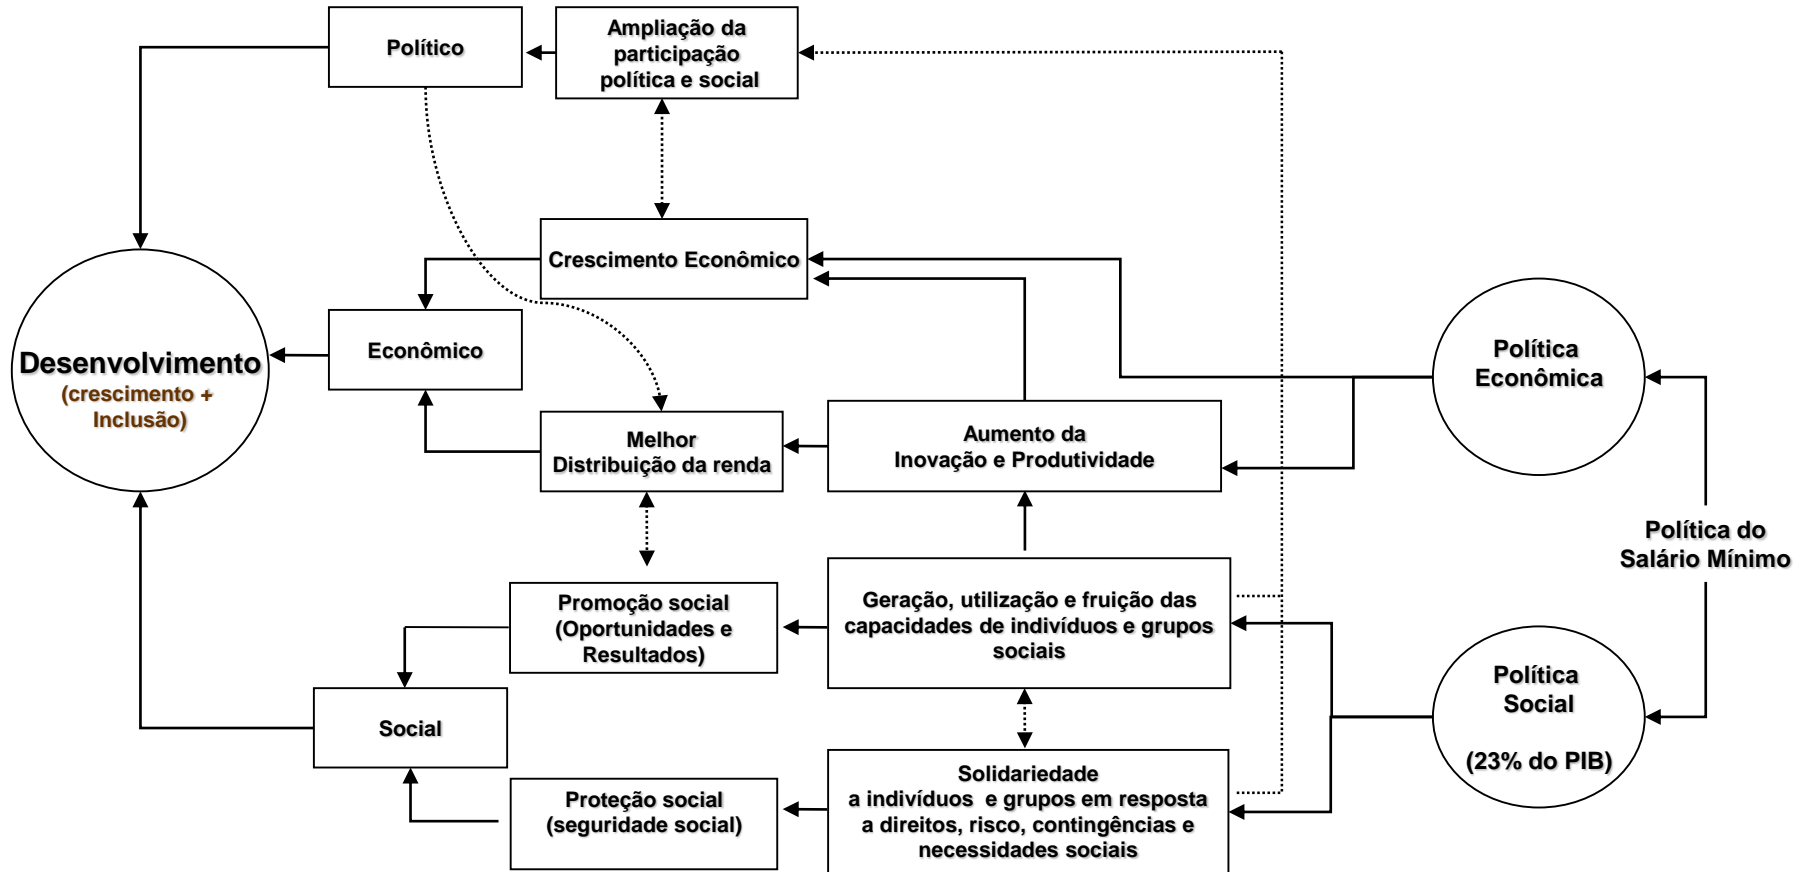 Político
Ampliação da
participação
política e social
Crescimento Econômico
Econômico
Desenvolvimento
(crescimento +
Inclusão)
Política
Econômica
Melhor
Distribuição da renda
Aumento da
Inovação e Produtividade
Política do
Salário Mínimo
Promoção social
(Oportunidades e
Resultados)
Geração, utilização e fruição das
capacidades de indivíduos e grupos
sociais
Política
Social
(23% do PIB)
Social
Proteção social
(seguridade social)
Solidariedade
a indivíduos e grupos em resposta
a direitos, risco, contingências e
necessidades sociais